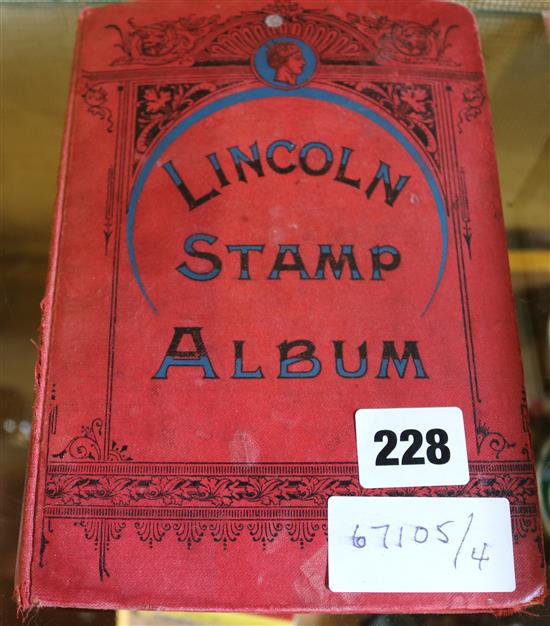 LINCOLN
STAMP
ALBUM
228
67105/4